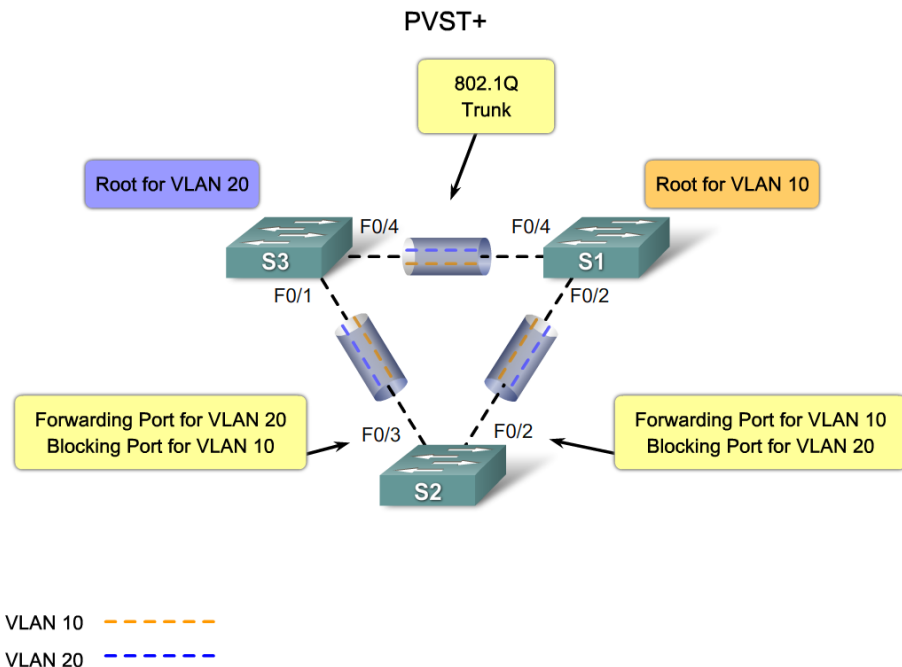 PVST+
802.1Q
Trunk
Root for VLAN 20
Root for VLAN 10
F0/4
F0/4
S3
S1
F0/1
F0/2
Forwarding Port for VLAN 20
Blocking Port for VLAN 10
Forwarding Port for VLAN 10
Blocking Port for VLAN 20
F0/3
F0/2
S2
VLAN 10
VLAN 20